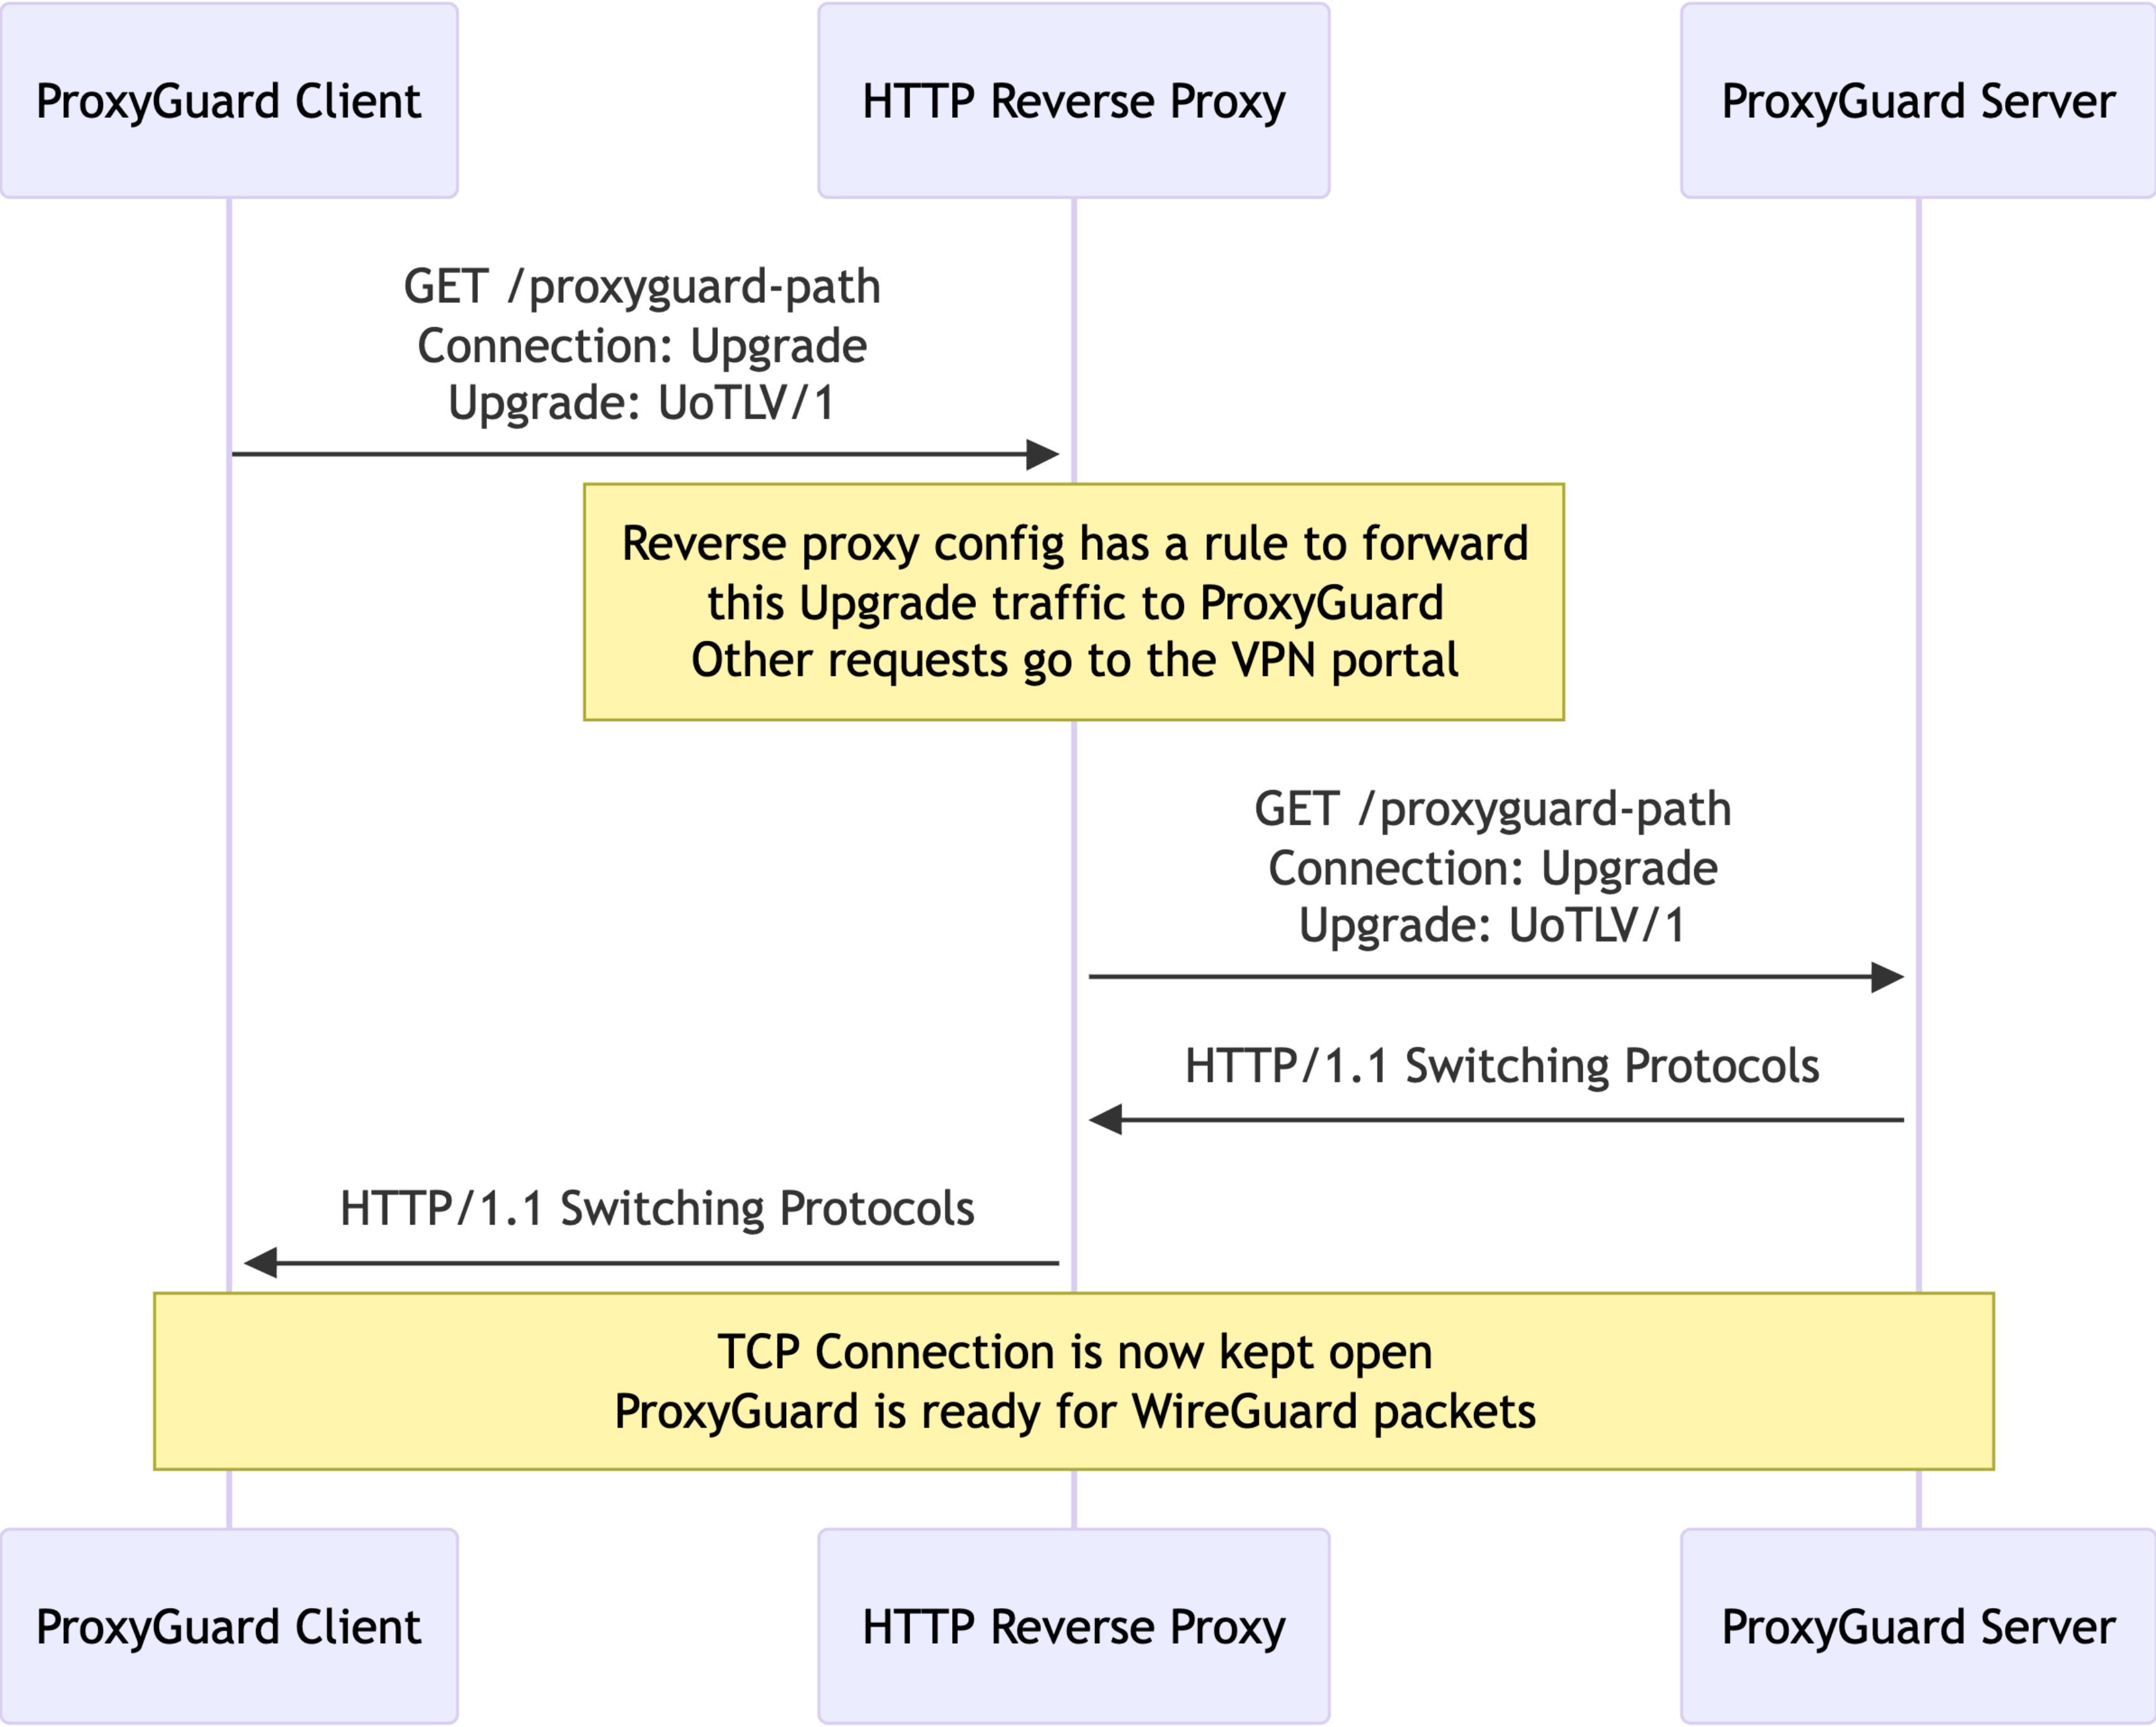 ProxyGuard Client
HTTP Reverse Proxy
ProxyGuard Server
GET /proxyguard-path
Connection: Upgrade
Upgrade: UoTLV/1
Reverse proxy config has a rule to forward
this Upgrade traffic to ProxyGuard
Other requests go to the VPN portal
GET /proxyguard-path
Connection: Upgrade
Upgrade: UoTLV/1
HTTP/1.1 Switching Protocols
HTTP/1.1 Switching Protocols
TCP Connection is now kept open
ProxyGuard is ready for WireGuard packets
ProxyGuard Client
HTTP Reverse Proxy
ProxyGuard Server